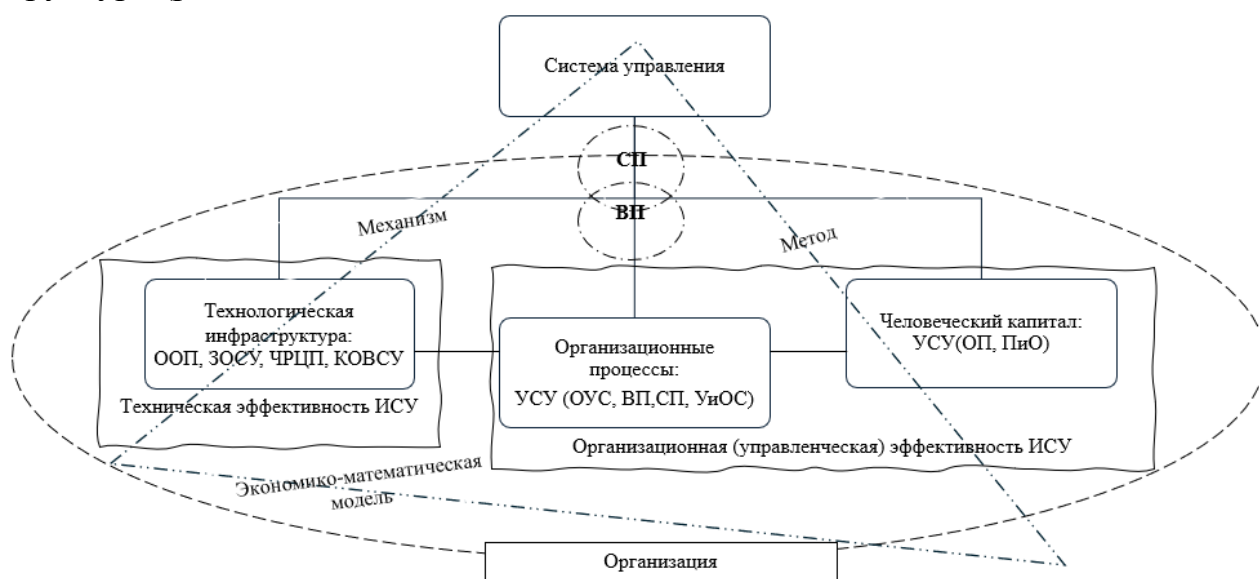 Система управления
СП
ВП
Механизм
Метод
Технологическая
инфраструктура:
ООП, ЗОСУ, ЧРЦП, КОВСУ
Техническая эффективность ИСУ
Организационные
процессы:
УСУ (ОУС, ВП,СП, УиОС)
Человеческий капитал:
УСУ(ОП, ПиО)
Организационная (управленческая) эффективность ИСУ
Экономико-математическая
модель
Организация